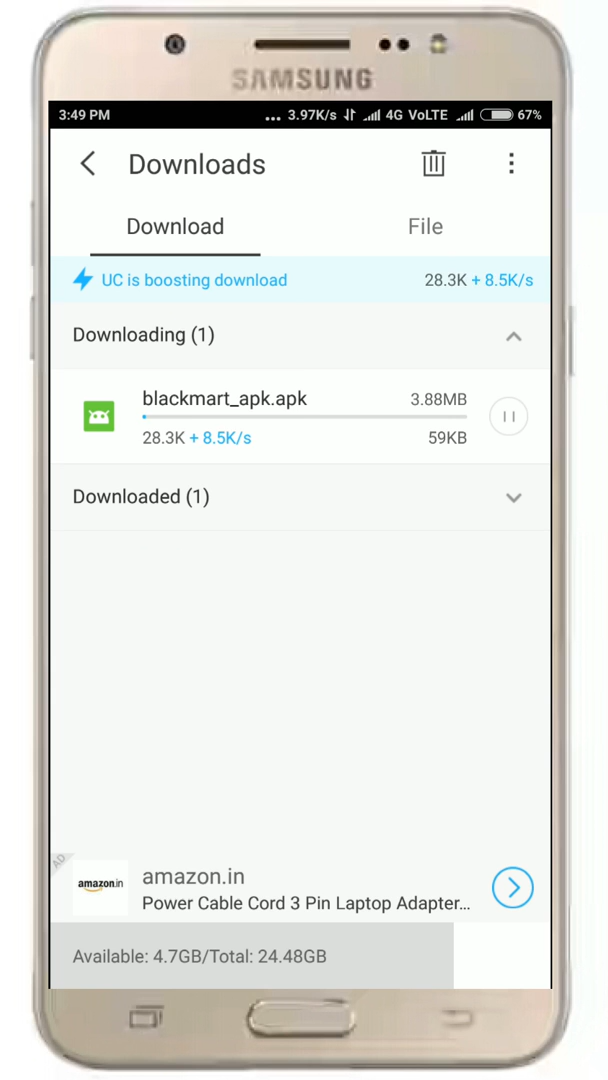 SAMSUNG
3:49 PM ... 3.97K/s 4G VoLTE 67%
Downloads
Download File
UC is boosting download 28.3K + 8.5K/s
Downloading (1)
blackmart_apk.apk 3.88MB
28.3K + 8.5K/s 59KB
Downloaded (1)
AD
amazon.in
amazon.in
Power Cable Cord 3 Pin Laptop Adapter...
Available: 4.7GB/Total: 24.48GB